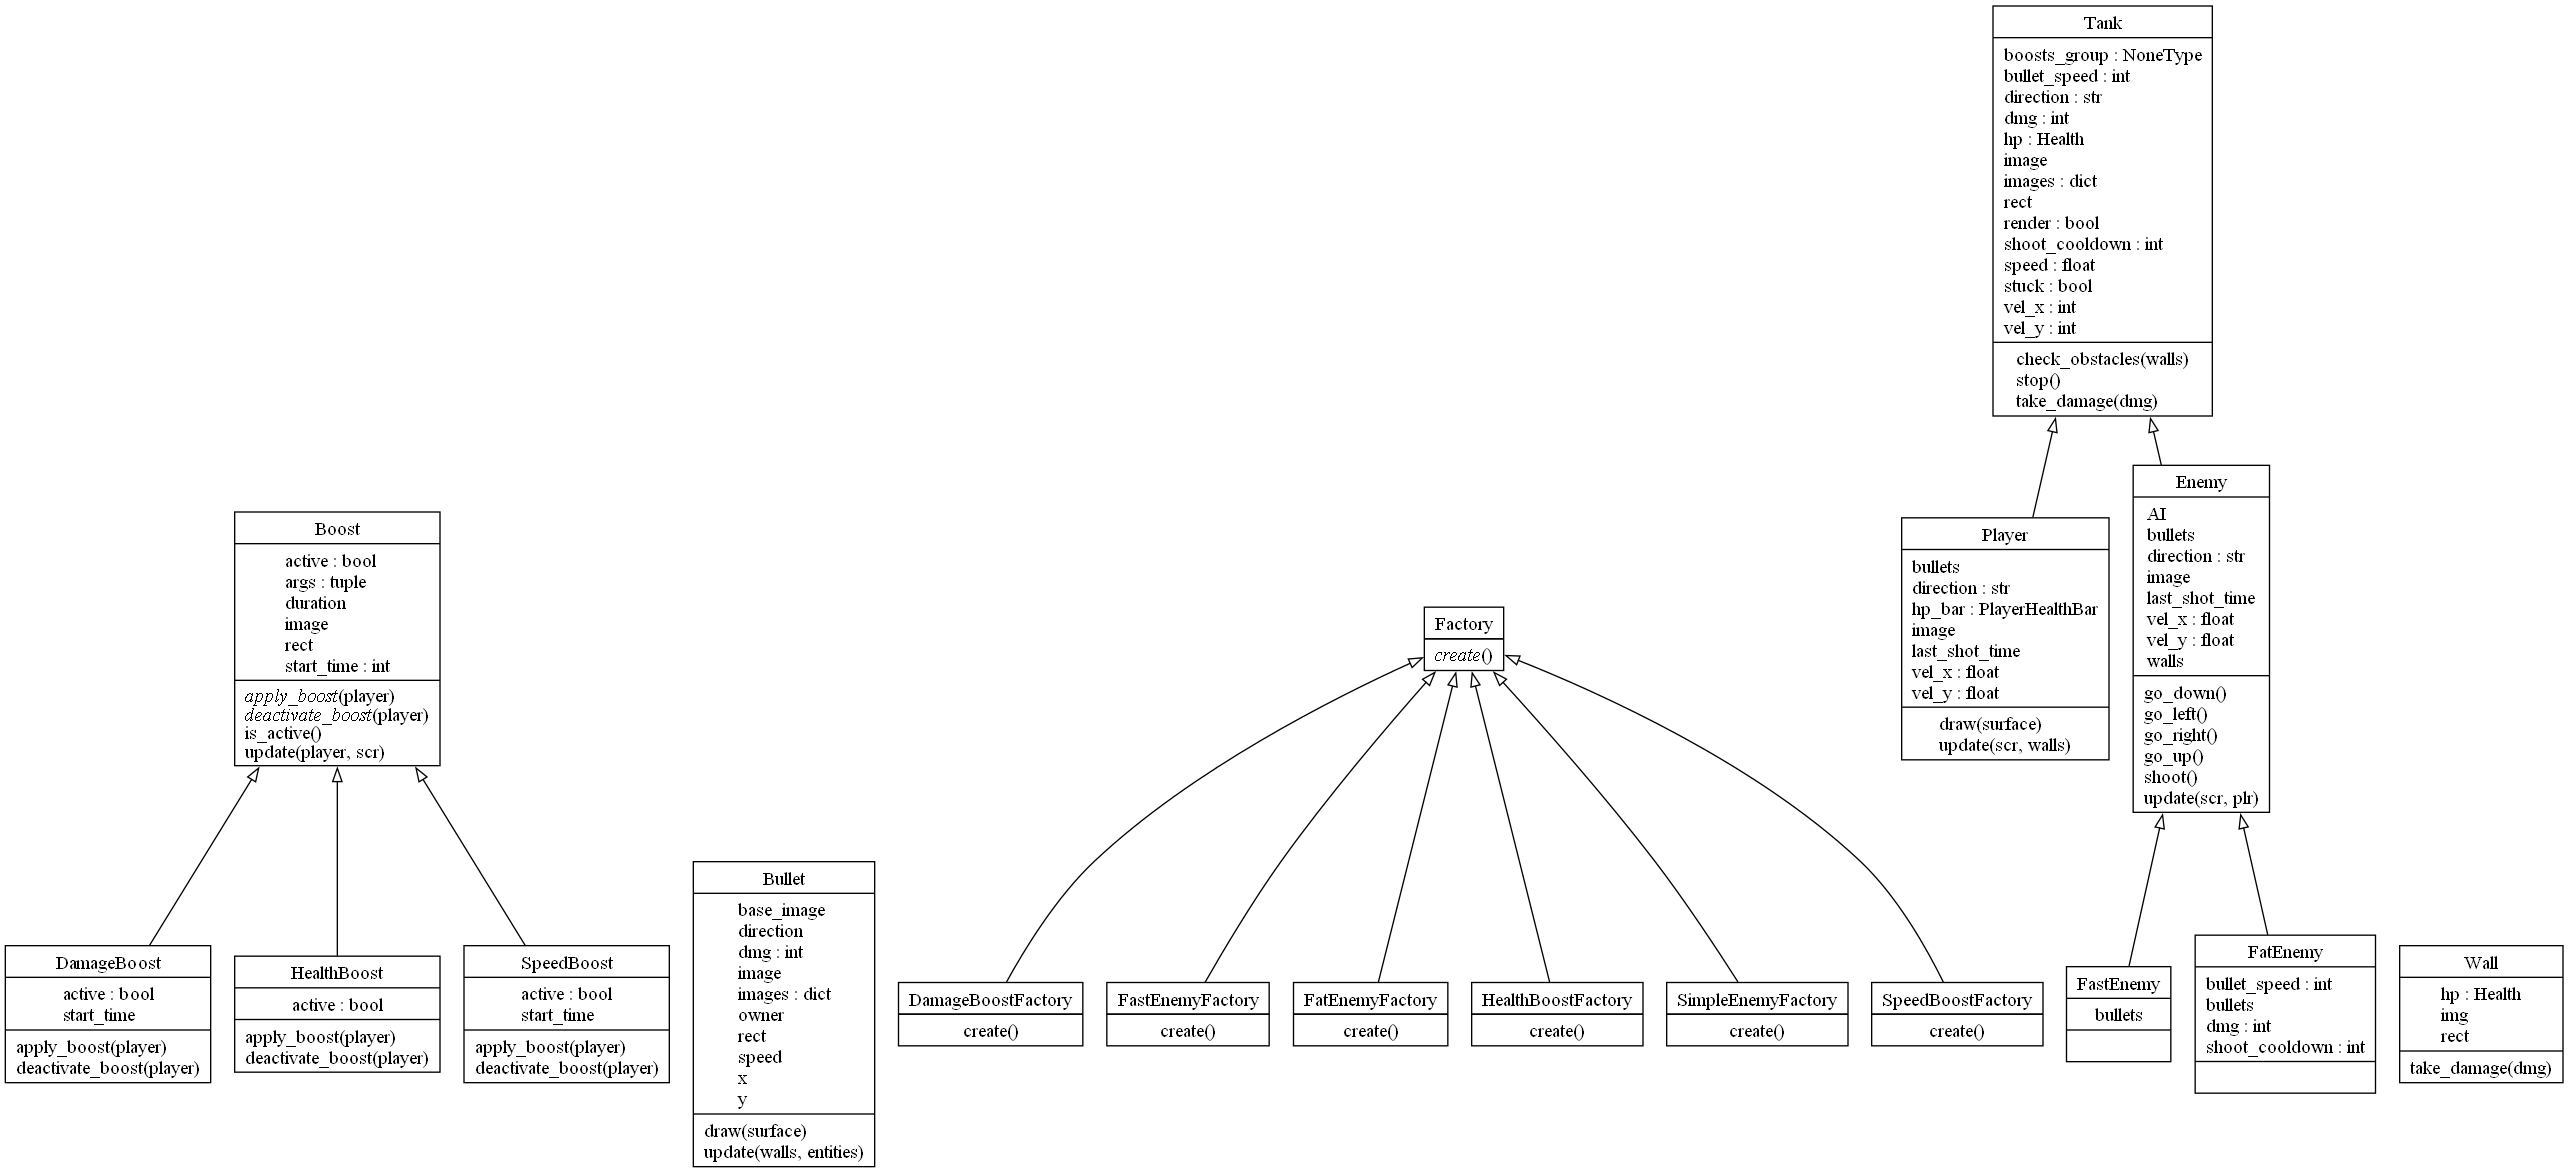 Tank
boosts_group : NoneType
bullet_speed : int
direction : str
dmg : int
hp : Health
image
images : dict
rect
render : bool
shoot_cooldown : int
speed : float
stuck : bool
vel_x : int
vel_y : int
check_obstacles(walls)
stop()
take_damage(dmg)
Boost
active : bool
args : tuple
duration
image
rect
start_time : int
apply_boost(player)
deactivate_boost(player)
is_active()
update(player, scr)
Factory
create()
Player
bullets
direction : str
hp_bar : PlayerHealthBar
image
last_shot_time
vel_x : float
vel_y : float
draw(surface)
update(scr, walls)
Enemy
AI
bullets
direction : str
image
last_shot_time
vel_x : float
vel_y : float
walls
go_down()
go_left()
go_right()
go_up()
shoot()
update(scr, plr)
DamageBoost
active : bool
start_time
apply_boost(player)
deactivate_boost(player)
HealthBoost
active : bool
apply_boost(player)
deactivate_boost(player)
SpeedBoost
active : bool
start_time
apply_boost(player)
deactivate_boost(player)
Bullet
base_image
direction
dmg : int
image
images : dict
owner
rect
speed
x
y
draw(surface)
update(walls, entities)
DamageBoostFactory
create()
FastEnemyFactory
create()
FatEnemyFactory
create()
HealthBoostFactory
create()
SimpleEnemyFactory
create()
SpeedBoostFactory
create()
FastEnemy
bullets
FatEnemy
bullet_speed : int
bullets
dmg : int
shoot_cooldown : int
Wall
hp : Health
img
rect
take_damage(dmg)